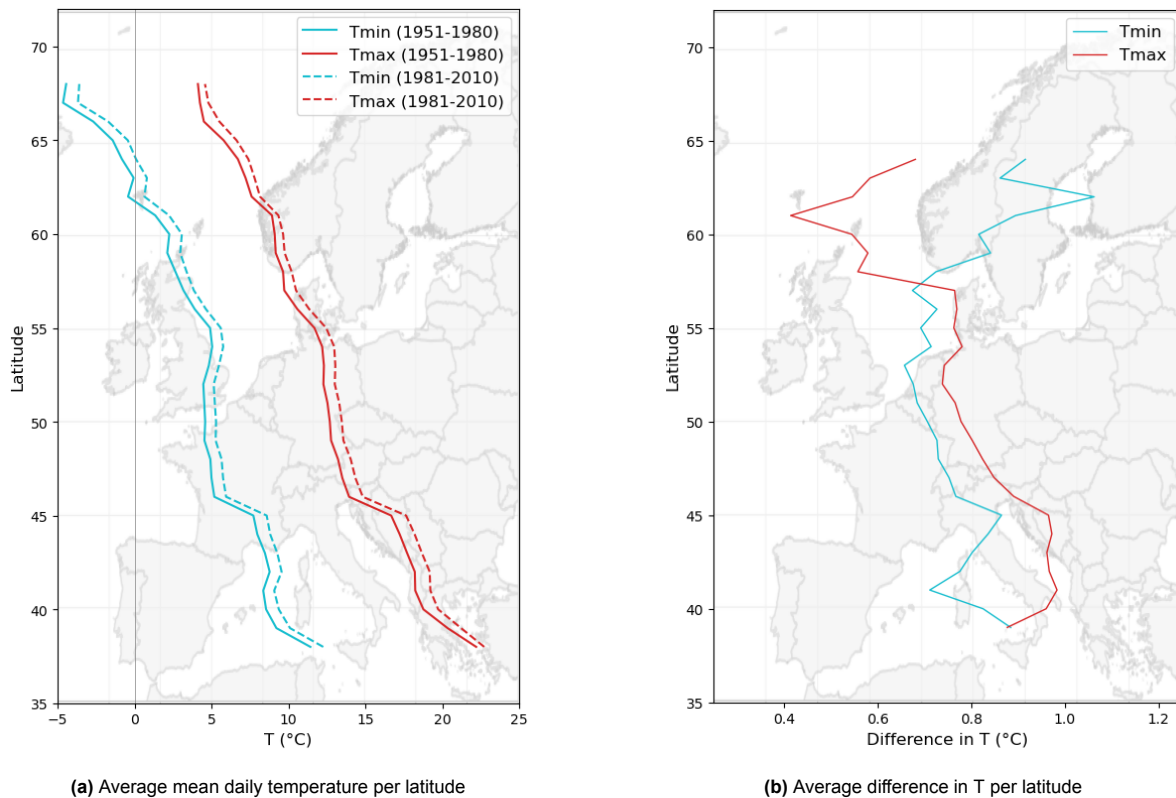 Tmin (1951-1980)
Tmax (1951-1980)
Tmin (1981-2010)
Tmax (1981-2010)
70
65
60
55
50
45
40
35
Latitude
−5
0
5
10
15
20
25
T (°C)
(a) Average mean daily temperature per latitude
Tmin
Tmax
70
65
60
55
50
45
40
35
Latitude
0.4
0.6
0.8
1.0
1.2
Difference in T (°C)
(b) Average difference in T per latitude